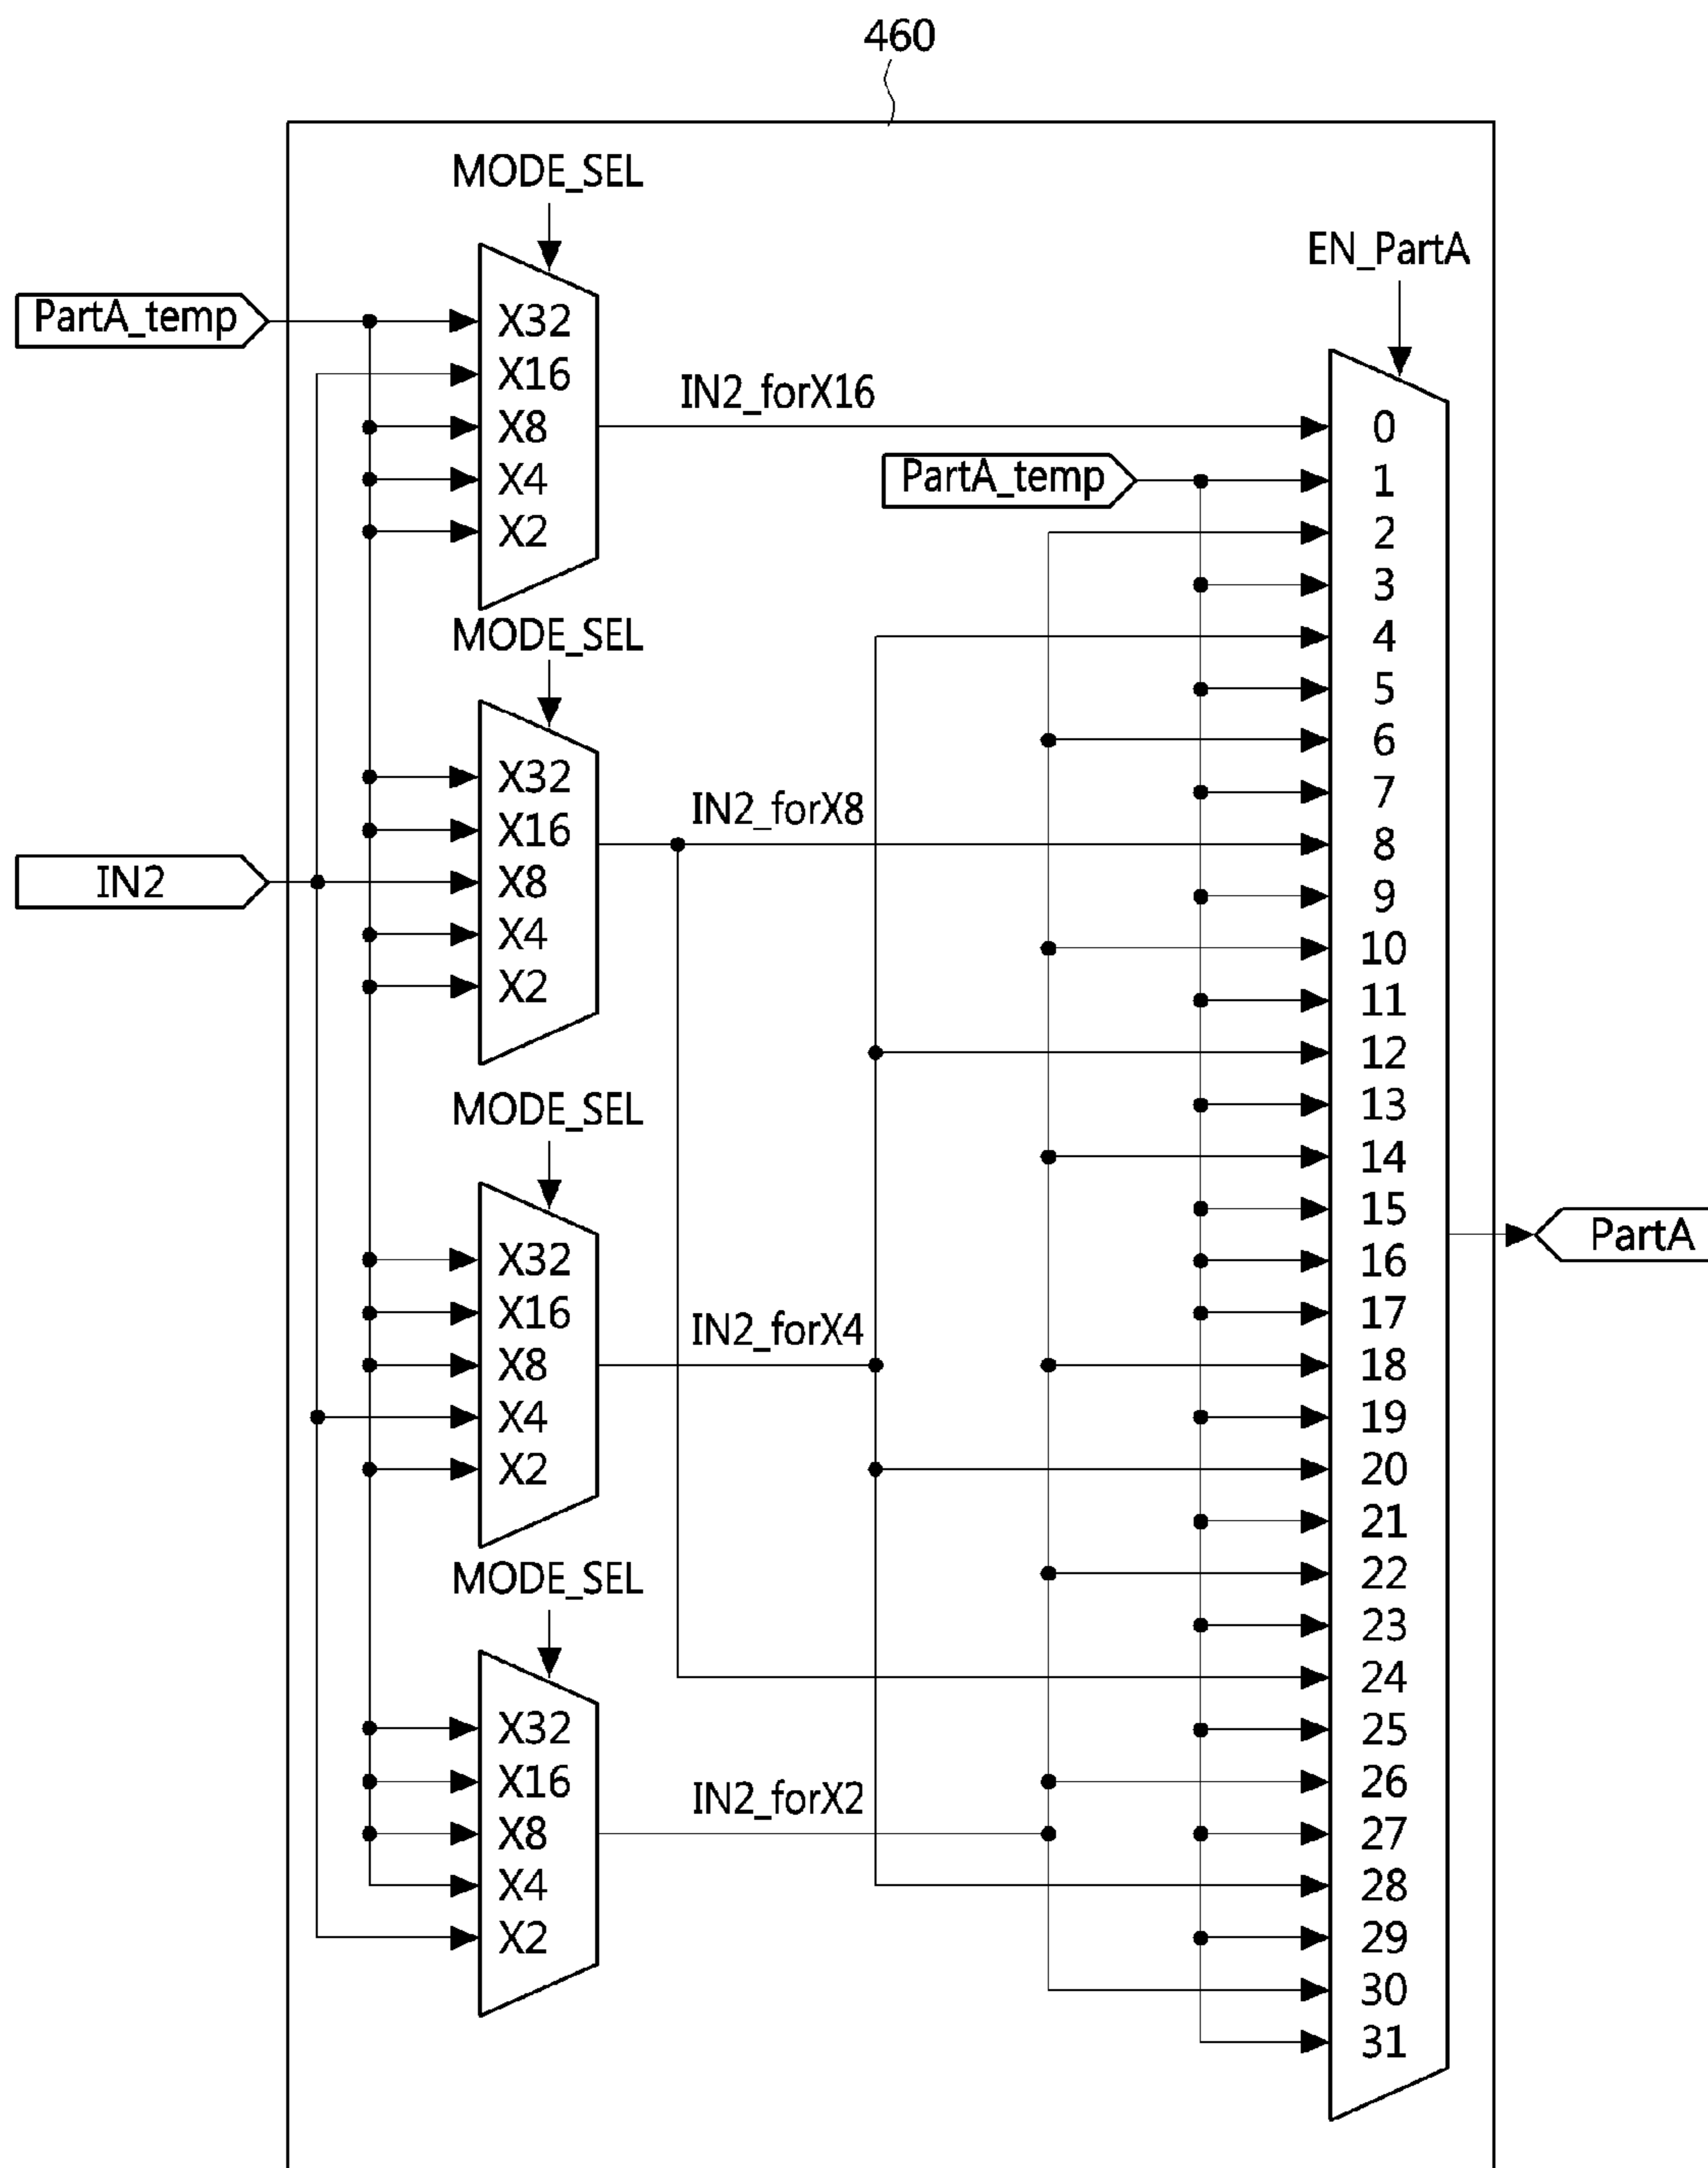 460
MODE_SEL
EN_PartA
PartA_temp
X32
X16
X8
X4
X2
IN2_forX16
PartA_temp
MODE_SEL
X32
X16
X8
X4
X2
IN2_forX8
IN2
MODE_SEL
X32
X16
X8
X4
X2
IN2_forX4
MODE_SEL
X32
X16
X8
X4
X2
IN2_forX2
0
1
2
3
4
5
6
7
8
9
10
11
12
13
14
15
16
17
18
19
20
21
22
23
24
25
26
27
28
29
30
31
PartA